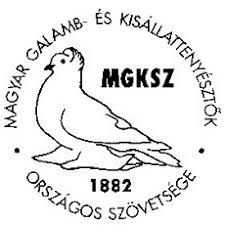 MAGYAR GALAMB- ÉS KISÁLLATTENYÉSZTŐK
MGKSZ
1882
• ORSZÁGOS SZÖVETSÉGE •